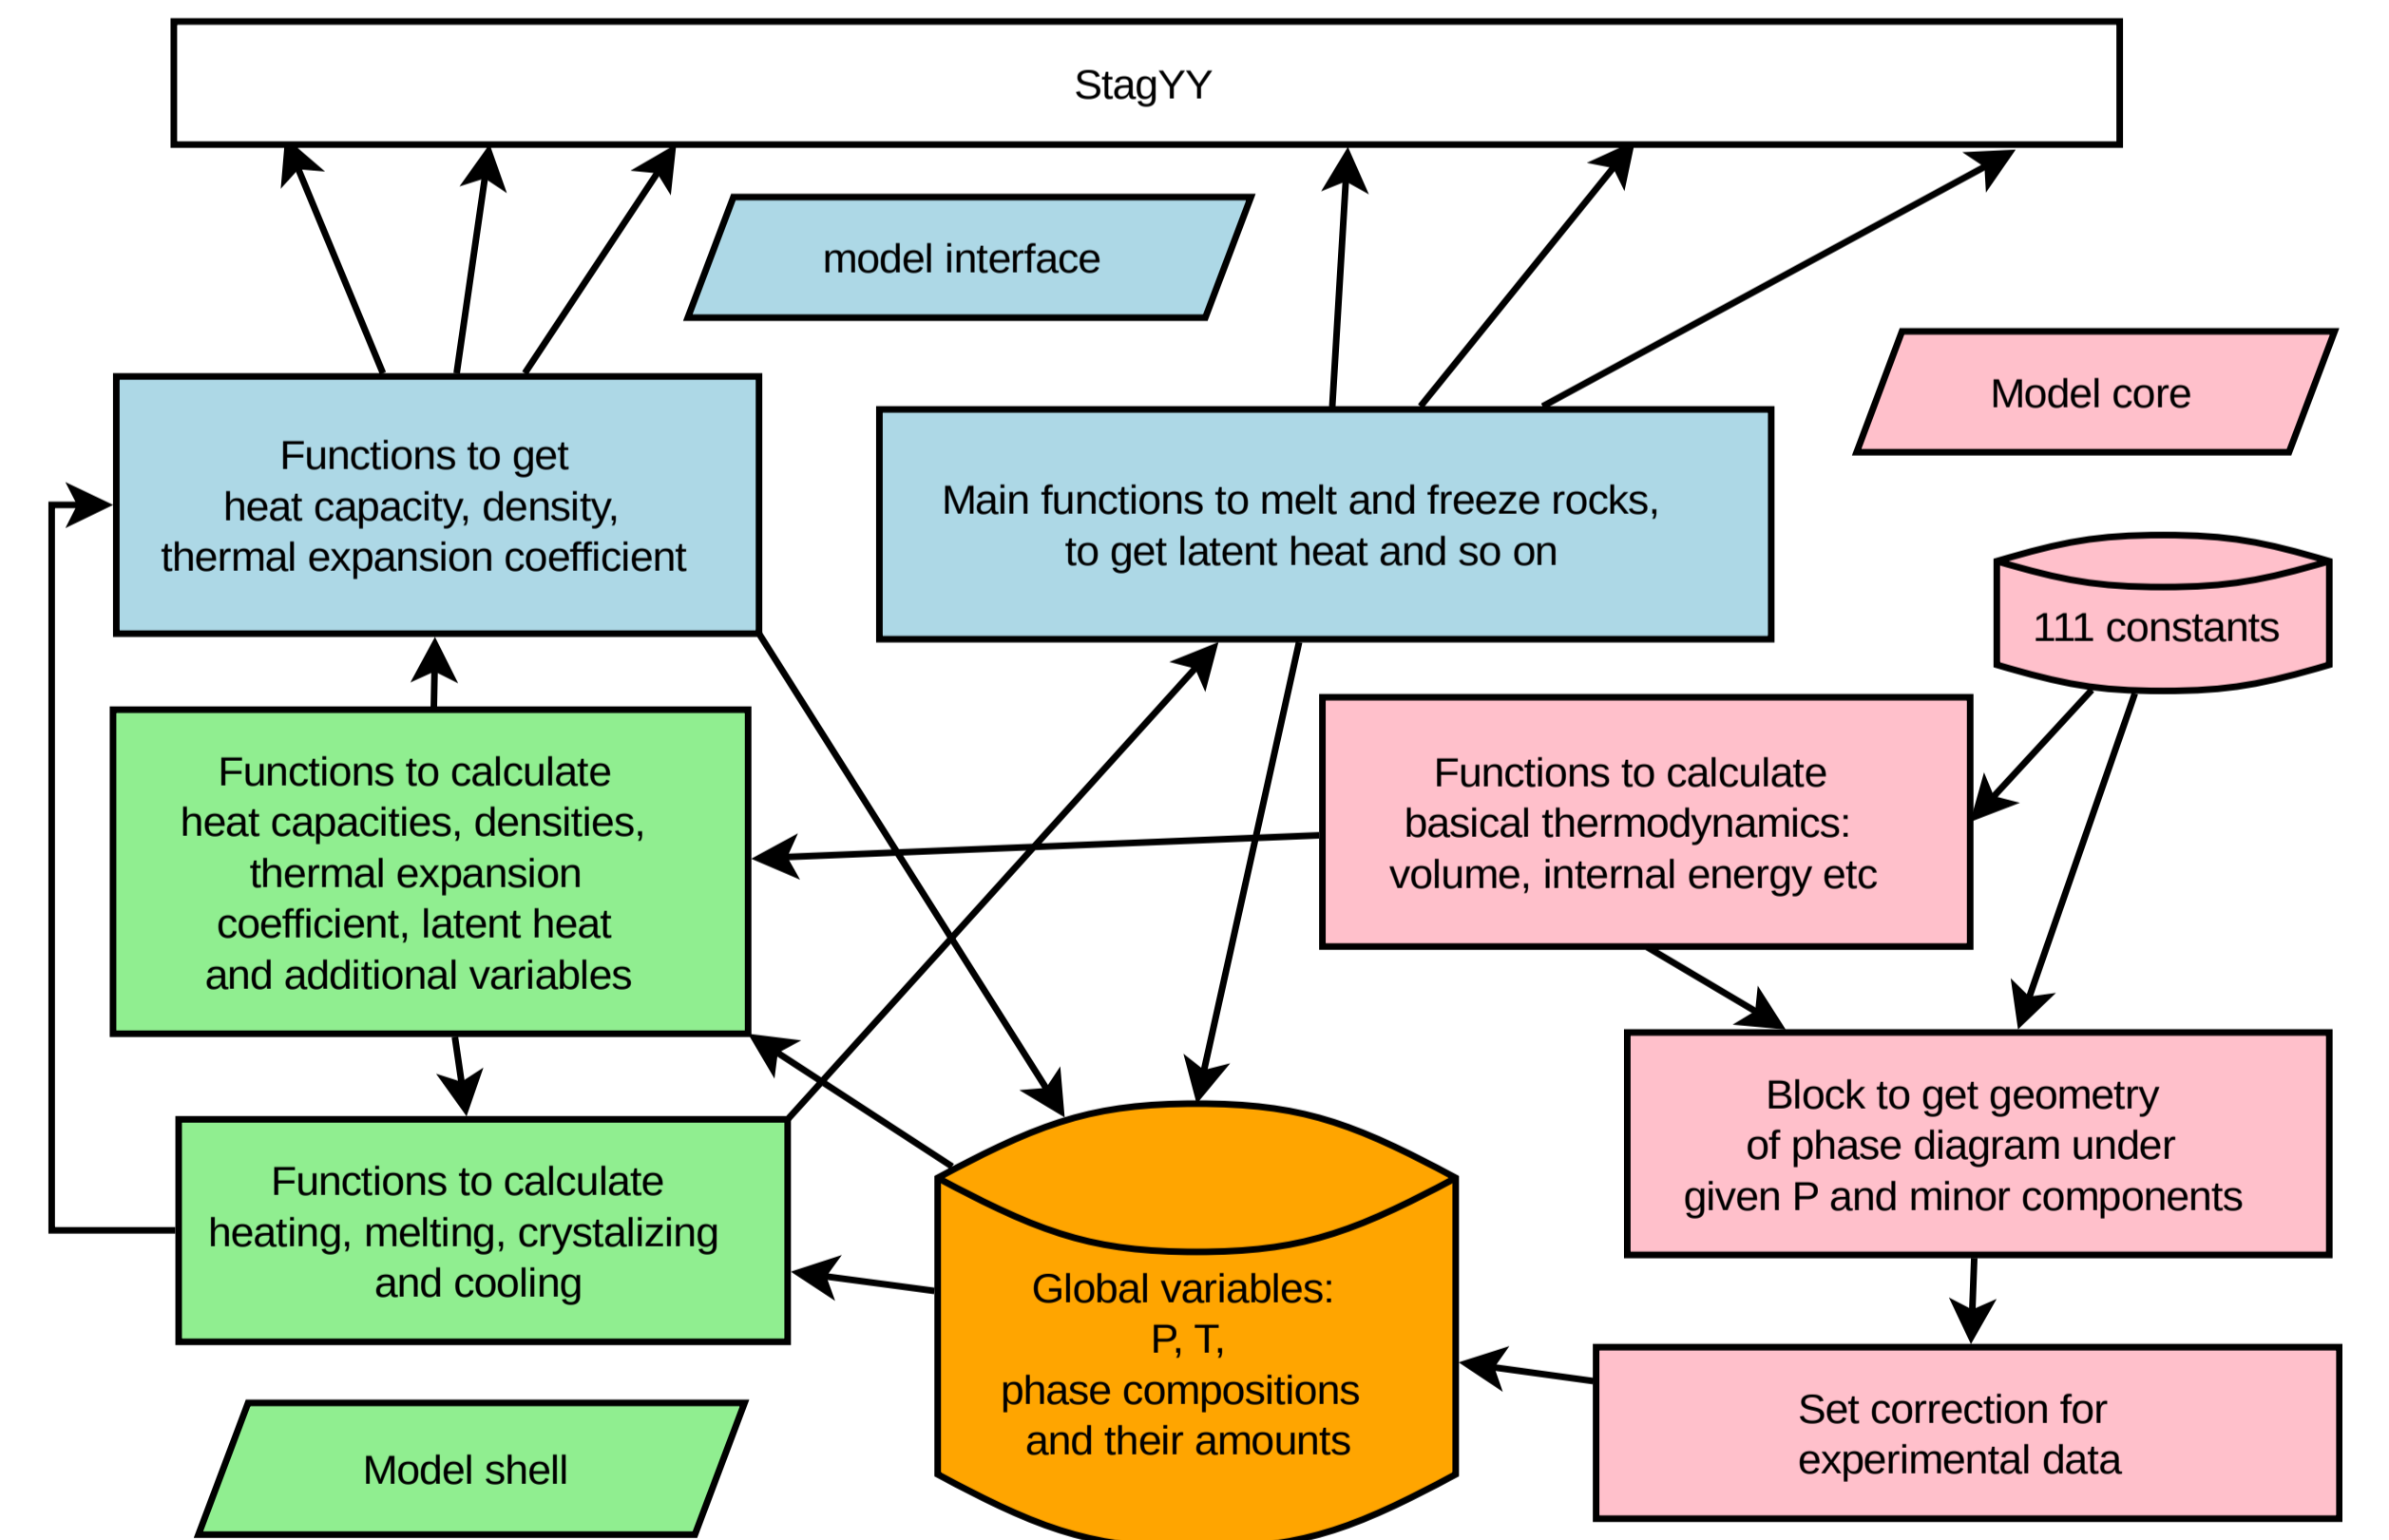 StagYY
model interface
Model core
Functions to get
heat capacity, density,
thermal expansion coefficient
Main functions to melt and freeze rocks,
to get latent heat and so on
111 constants
Functions to calculate
heat capacities, densities,
thermal expansion
coefficient, latent heat
and additional variables
Functions to calculate
basical thermodynamics:
volume, internal energy etc
Block to get geometry
of phase diagram under
given P and minor components
Functions to calculate
heating, melting, crystalizing
and cooling
Global variables:
P, T,
phase compositions
and their amounts
Set correction for
experimental data
Model shell